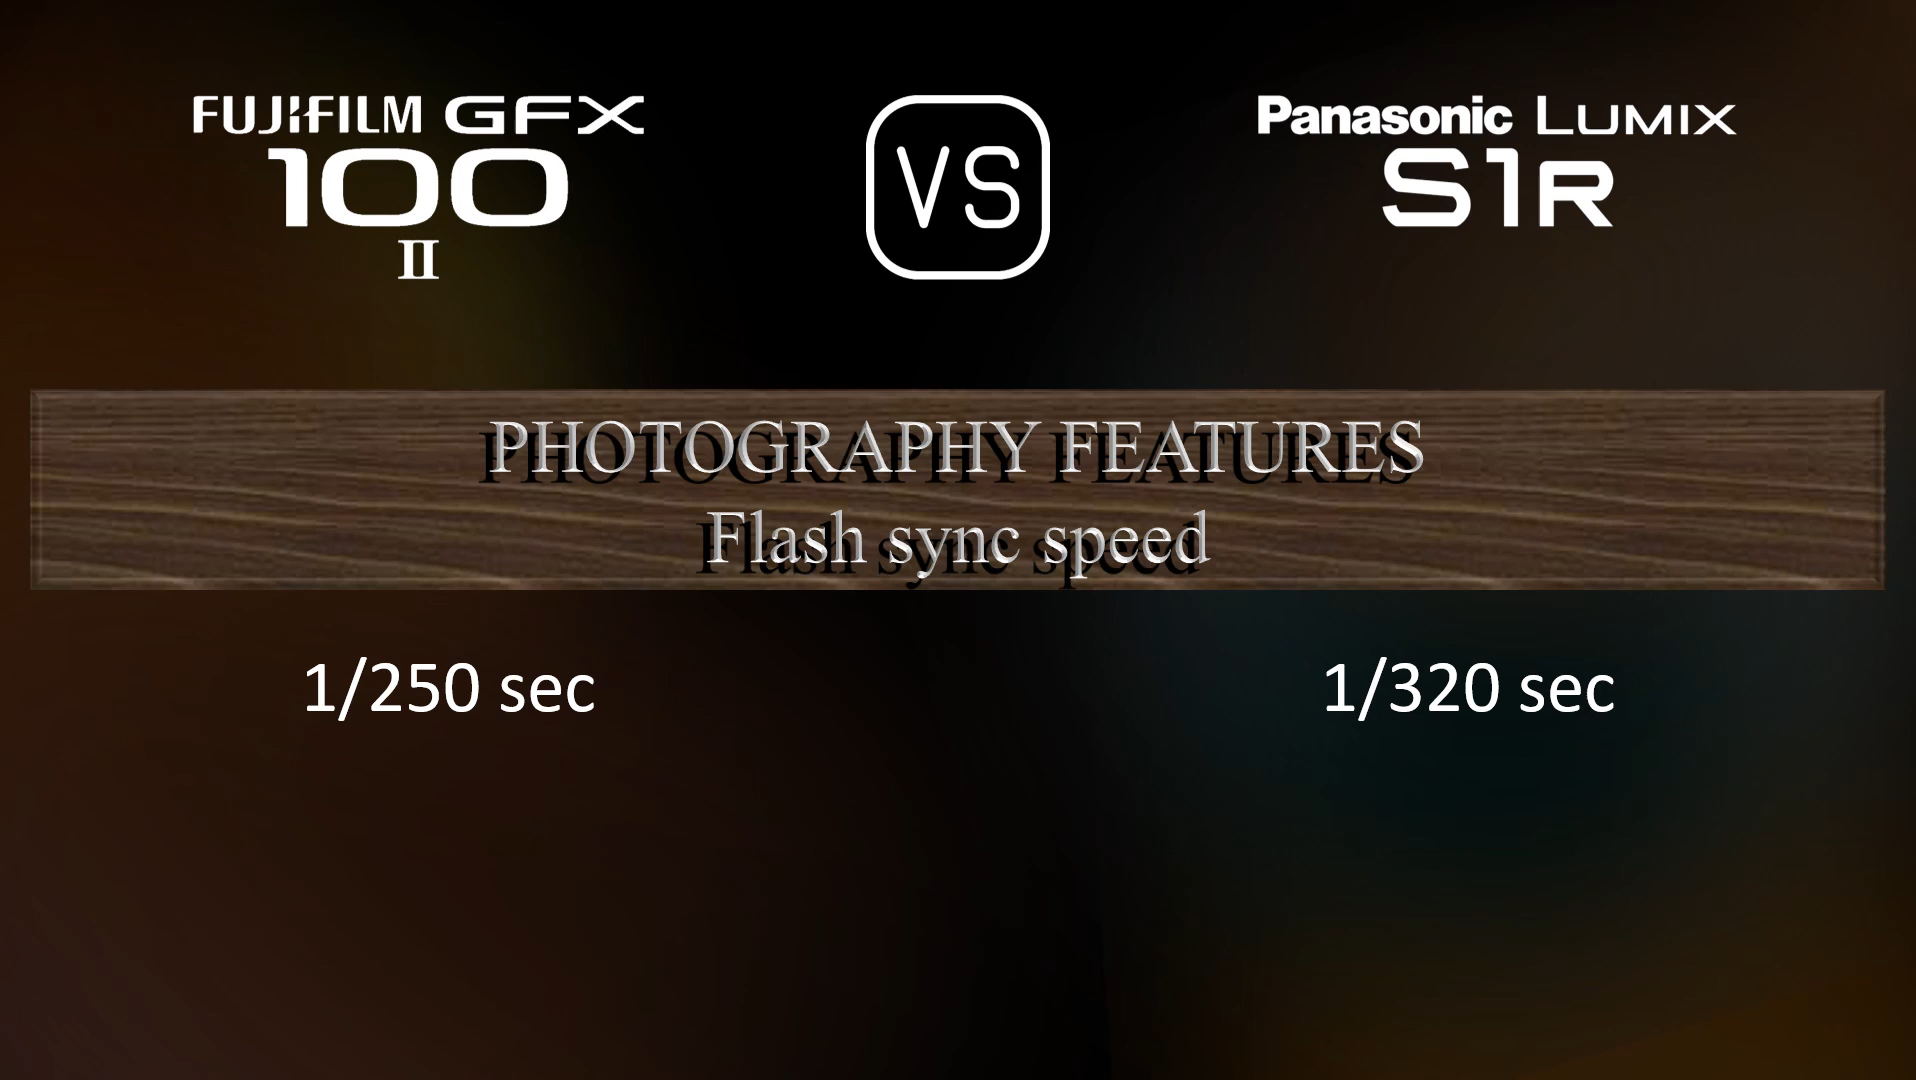 FUJIFILM GFX
100
II
VS
Panasonic LUMIX
S1R
PHOTOGRAPHY FEATURES
Flash sync speed
1/250 sec
1/320 sec